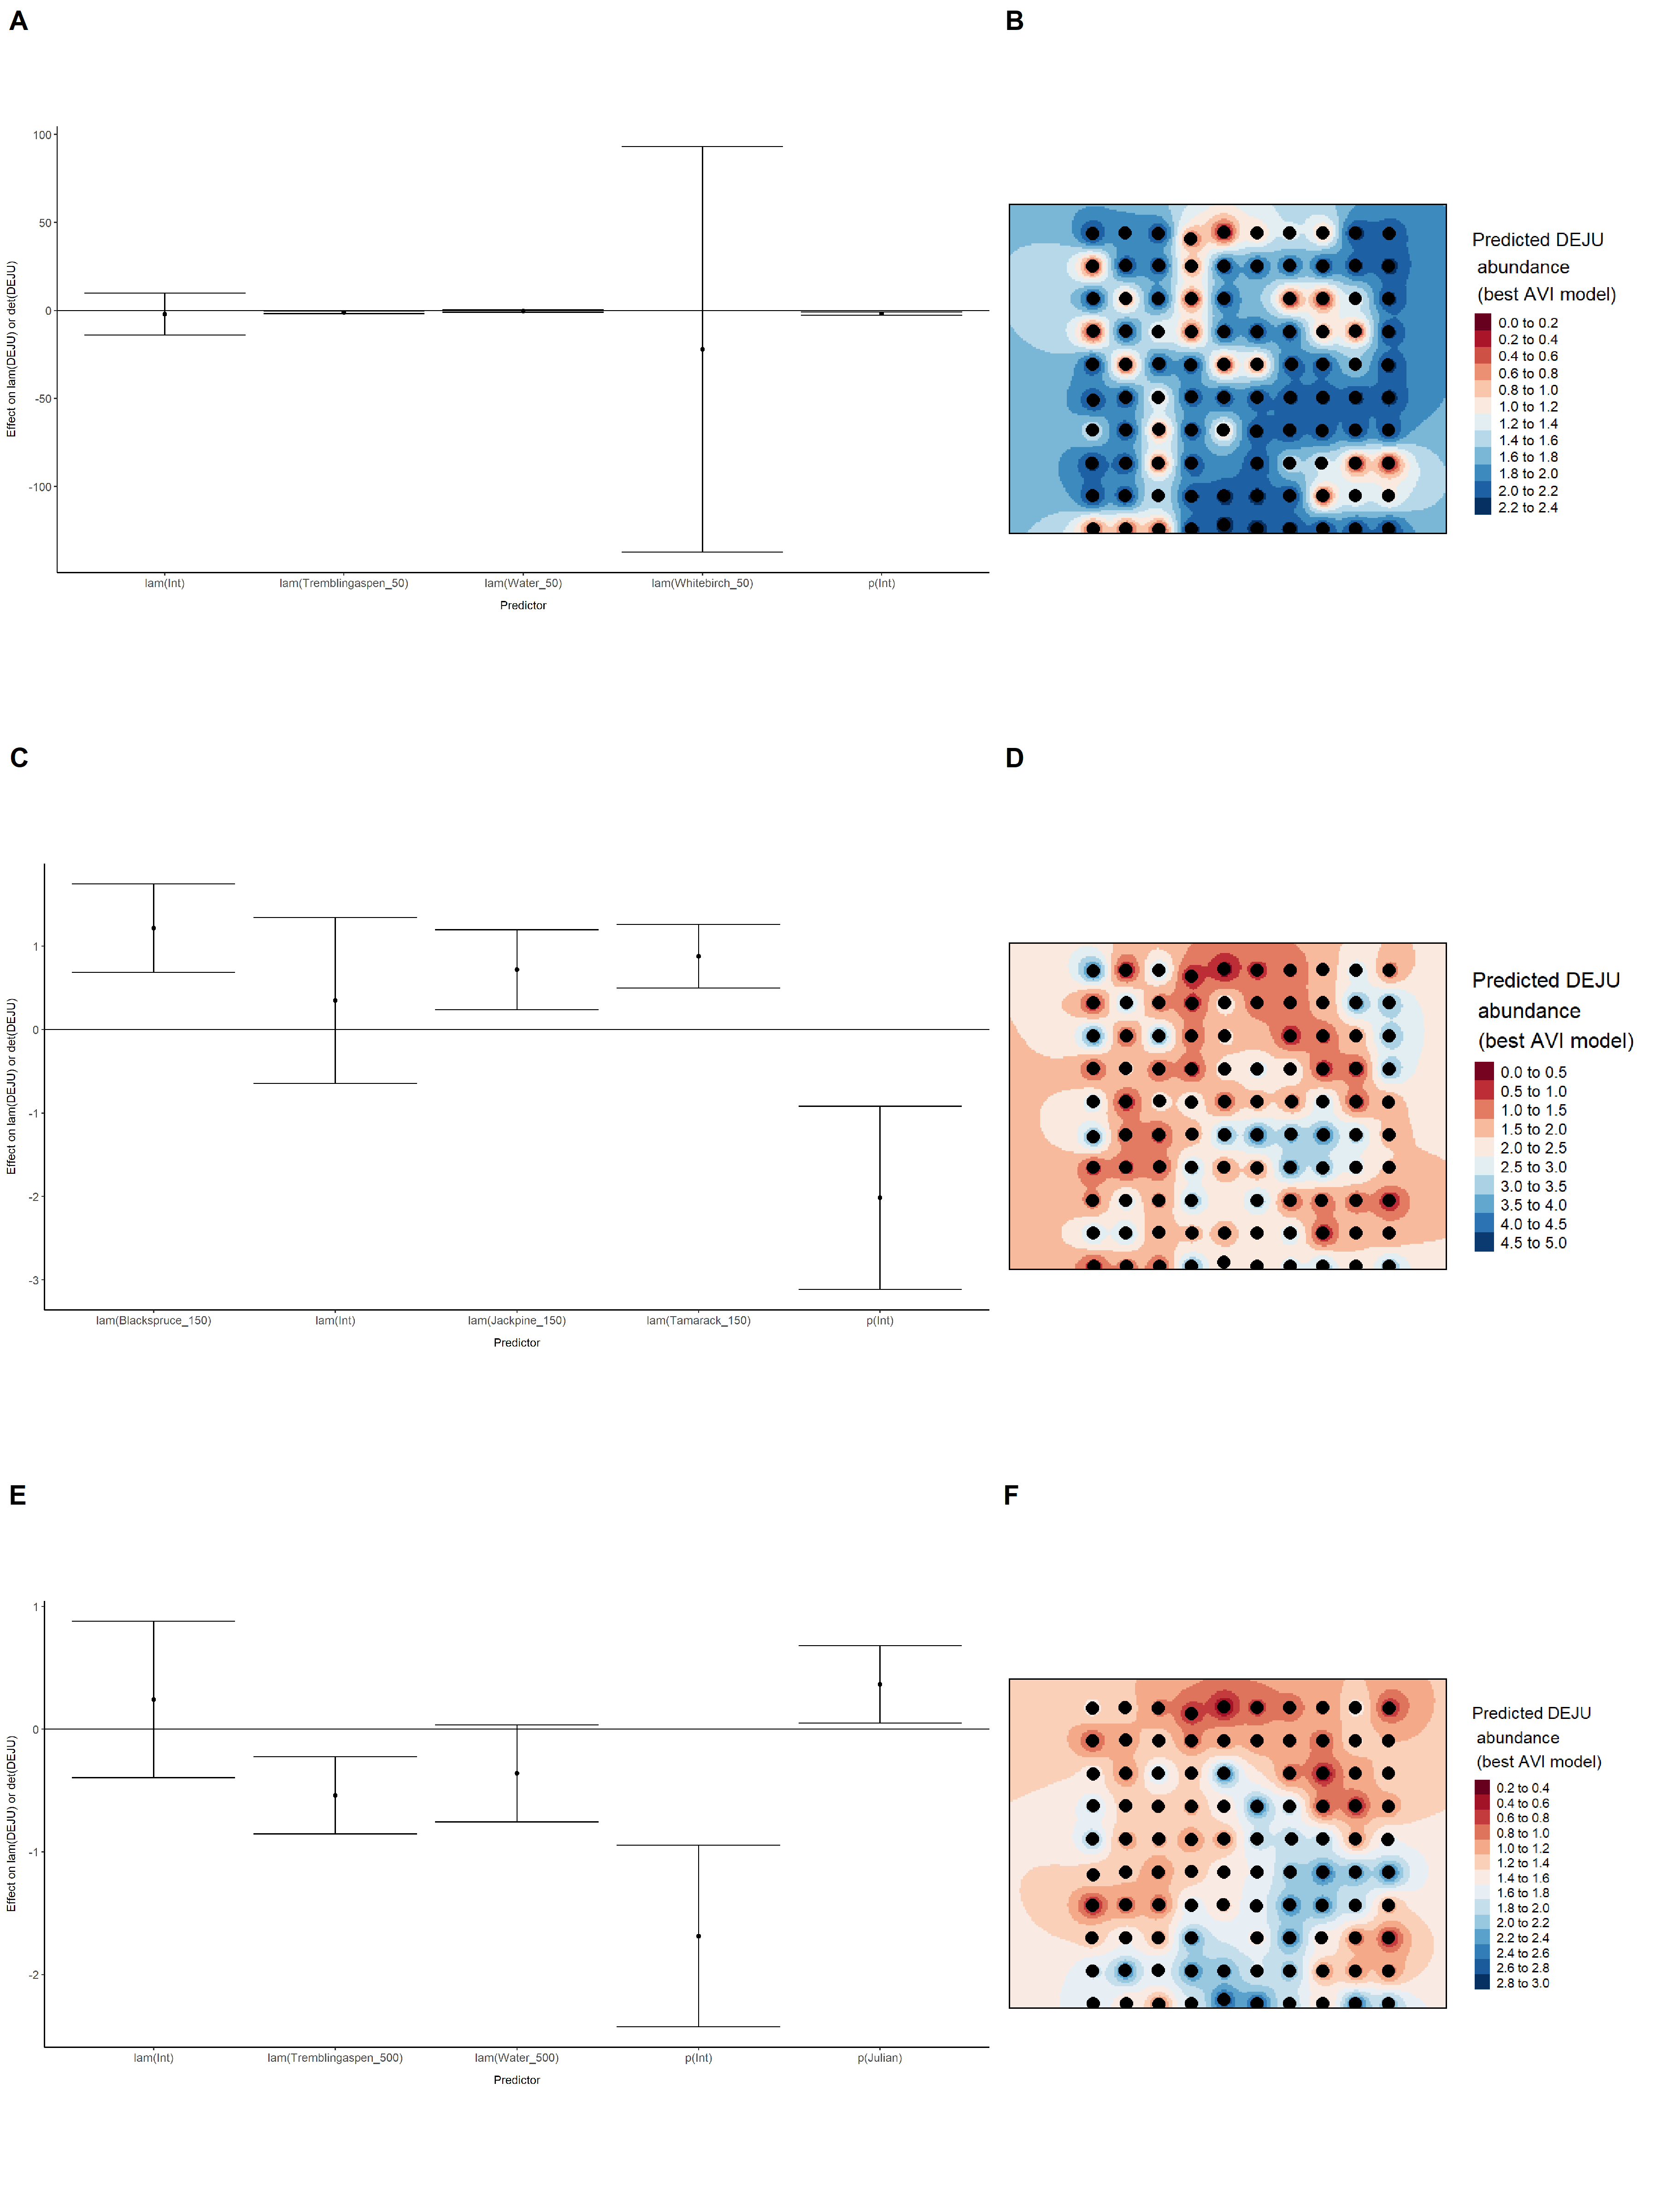 A
B
100
50
0
-50
-100
Effect on lam(DEJU) or det(DEJU)
lam(Int)
lam(Tremblingaspen_50)
lam(Water_50)
lam(Whitebirch_50)
p(Int)
Predictor
Predicted DEJU
abundance
(best AVI model)
0.0 to 0.2
0.2 to 0.4
0.4 to 0.6
0.6 to 0.8
0.8 to 1.0
1.0 to 1.2
1.2 to 1.4
1.4 to 1.6
1.6 to 1.8
1.8 to 2.0
2.0 to 2.2
2.2 to 2.4
C
D
1
0
-1
-2
-3
Effect on lam(DEJU) or det(DEJU)
lam(Blackspruce_150)
lam(Int)
lam(Jackpine_150)
lam(Tamarack_150)
p(Int)
Predictor
Predicted DEJU
abundance
(best AVI model)
0.0 to 0.5
0.5 to 1.0
1.0 to 1.5
1.5 to 2.0
2.0 to 2.5
2.5 to 3.0
3.0 to 3.5
3.5 to 4.0
4.0 to 4.5
4.5 to 5.0
E
F
1
0
-1
-2
Effect on lam(DEJU) or det(DEJU)
lam(Int)
lam(Tremblingaspen_500)
lam(Water_500)
p(Int)
p(Julian)
Predictor
Predicted DEJU
abundance
(best AVI model)
0.2 to 0.4
0.4 to 0.6
0.6 to 0.8
0.8 to 1.0
1.0 to 1.2
1.2 to 1.4
1.4 to 1.6
1.6 to 1.8
1.8 to 2.0
2.0 to 2.2
2.2 to 2.4
2.4 to 2.6
2.6 to 2.8
2.8 to 3.0